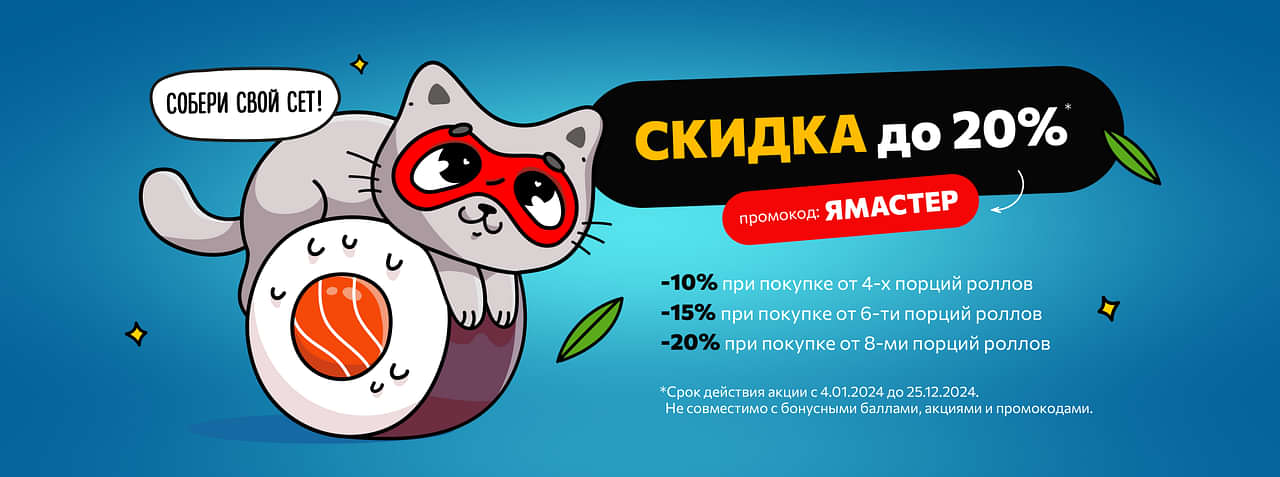 СОБЕРИ СВОЙ СЕТ!
СКИДКА до 20%*
промокод: ЯМАСТЕР
-10% при покупке от 4-х порций роллов
-15% при покупке от 6-ти порций роллов
-20% при покупке от 8-ми порций роллов
*Срок действия акции с 4.01.2024 до 25.12.2024.
Не совместимо с бонусными баллами, акциями и промокодами.